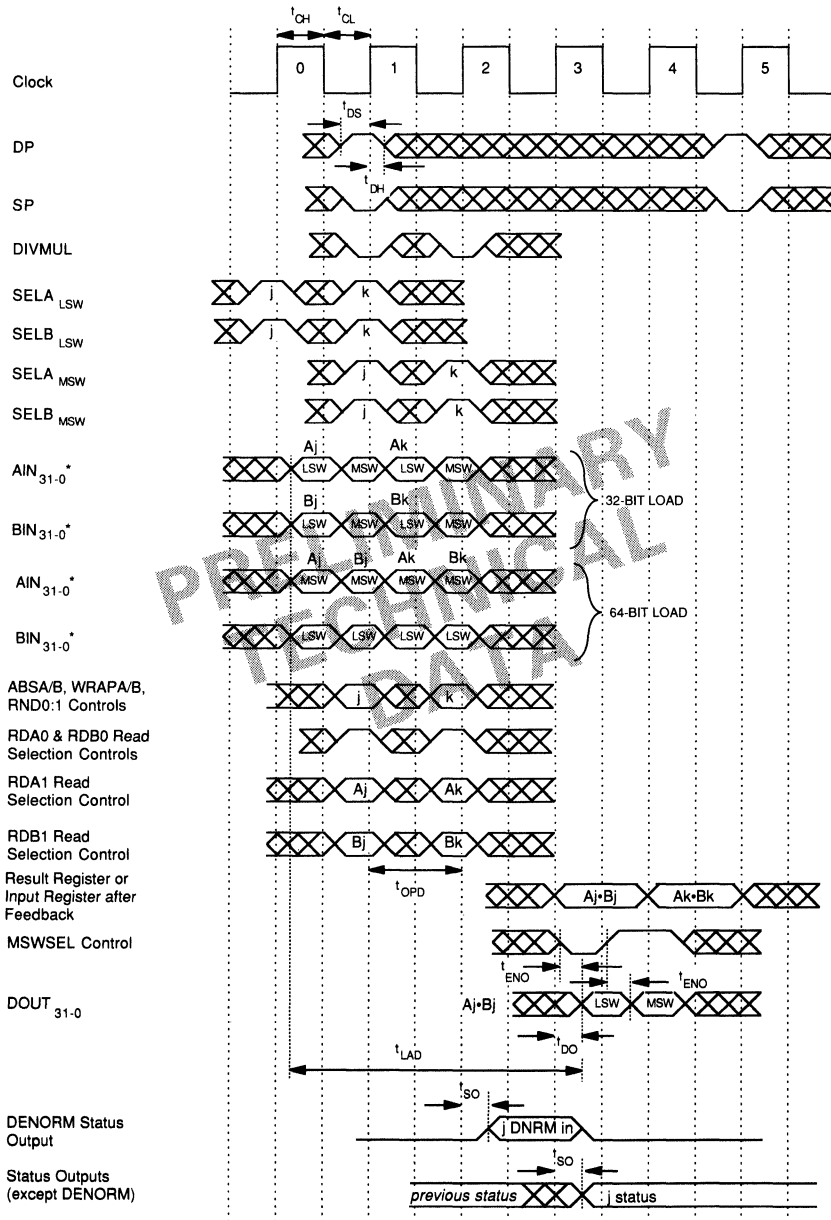 tCH tCL
Clock 0 1 2 3 4 5
tDS
DP
tDH
SP
DIVMUL
SELA LSW j k
SELB LSW j k
SELA MSW j k
SELB MSW j k
Aj Ak
AIN31-0* LSW MSW LSW MSW
32-BIT LOAD
Bj Bk
BIN31-0* LSW MSW LSW MSW
Aj Bj Ak Bk
AIN31-0* MSW MSW MSW MSW
64-BIT LOAD
BIN31-0* LSW LSW LSW LSW
PRELIMINARY
TECHNICAL
DATA
ABSA/B, WRAPA/B,
RND0:1 Controls j k
RDA0 & RDB0 Read
Selection Controls
RDA1 Read
Selection Control Aj Ak
RDB1 Read
Selection Control Bj Bk
tOPD
Result Register or
Input Register after
Feedback Aj•Bj Ak•Bk
MSWSEL Control
tENO tENO
DOUT31-0 Aj•Bj LSW MSW
tDO
tLAD
tSO
DENORM Status
Output j DNRM in
tSO
Status Outputs
(except DENORM) previous status j status